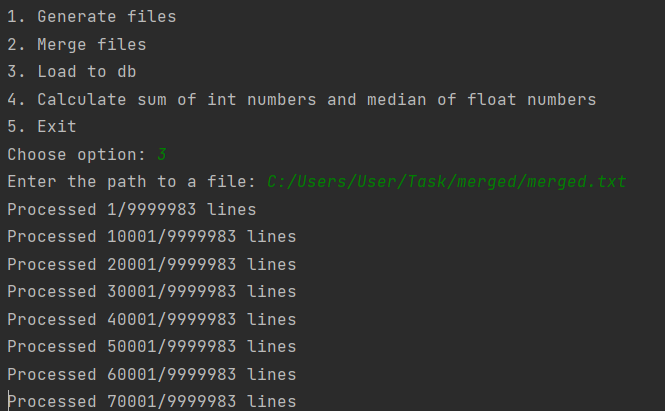 1. Generate files
2. Merge files
3. Load to db
4. Calculate sum of int numbers and median of float numbers
5. Exit
Choose option: 3
Enter the path to a file: C:/Users/User/Task/merged/merged.txt
Processed 1/9999983 lines
Processed 10001/9999983 lines
Processed 20001/9999983 lines
Processed 30001/9999983 lines
Processed 40001/9999983 lines
Processed 50001/9999983 lines
Processed 60001/9999983 lines
Processed 70001/9999983 lines